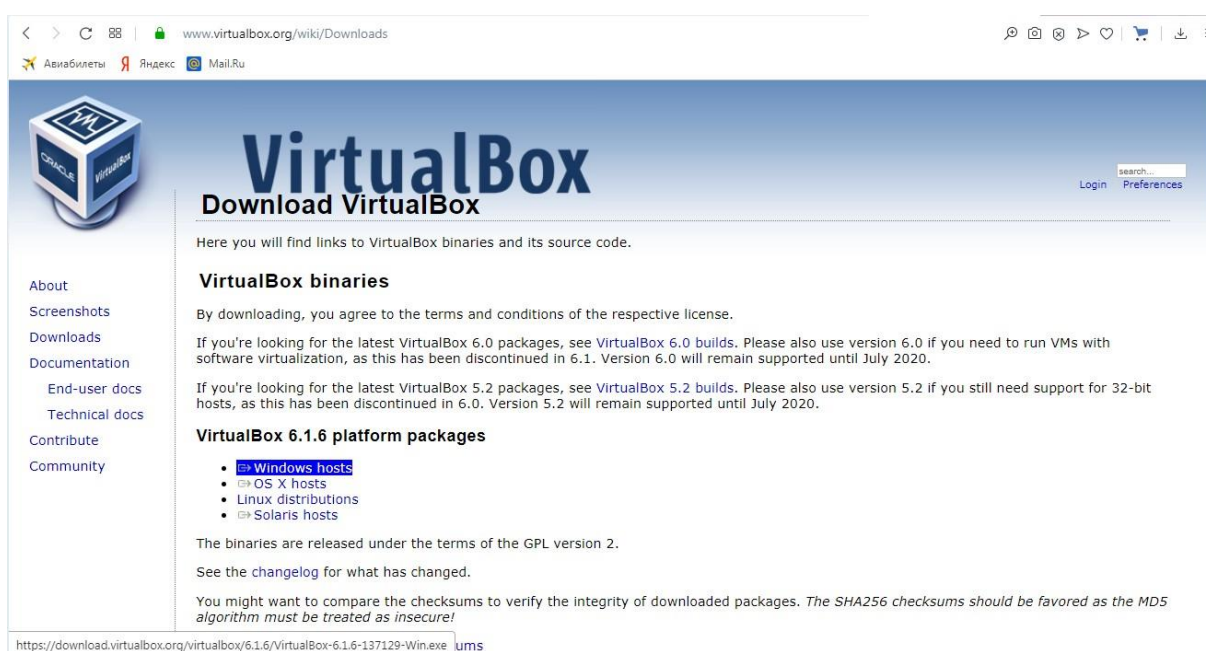 www.virtualbox.org/wiki/Downloads
Авиабилеты Яндекс Mail.Ru
ORACLE
VirtualBox
VirtualBox
search...
Login Preferences
Download VirtualBox
Here you will find links to VirtualBox binaries and its source code.
About
Screenshots
Downloads
Documentation
End-user docs
Technical docs
Contribute
Community
VirtualBox binaries
By downloading, you agree to the terms and conditions of the respective license.
If you're looking for the latest VirtualBox 6.0 packages, see VirtualBox 6.0 builds. Please also use version 6.0 if you need to run VMs with
software virtualization, as this has been discontinued in 6.1. Version 6.0 will remain supported until July 2020.
If you're looking for the latest VirtualBox 5.2 packages, see VirtualBox 5.2 builds. Please also use version 5.2 if you still need support for 32-bit
hosts, as this has been discontinued in 6.0. Version 5.2 will remain supported until July 2020.
VirtualBox 6.1.6 platform packages
• Windows hosts
• OS X hosts
• Linux distributions
• Solaris hosts
The binaries are released under the terms of the GPL version 2.
See the changelog for what has changed.
You might want to compare the checksums to verify the integrity of downloaded packages. The SHA256 checksums should be favored as the MD5
algorithm must be treated as insecure!
https://download.virtualbox.org/virtualbox/6.1.6/VirtualBox-6.1.6-137129-Win.exe ums